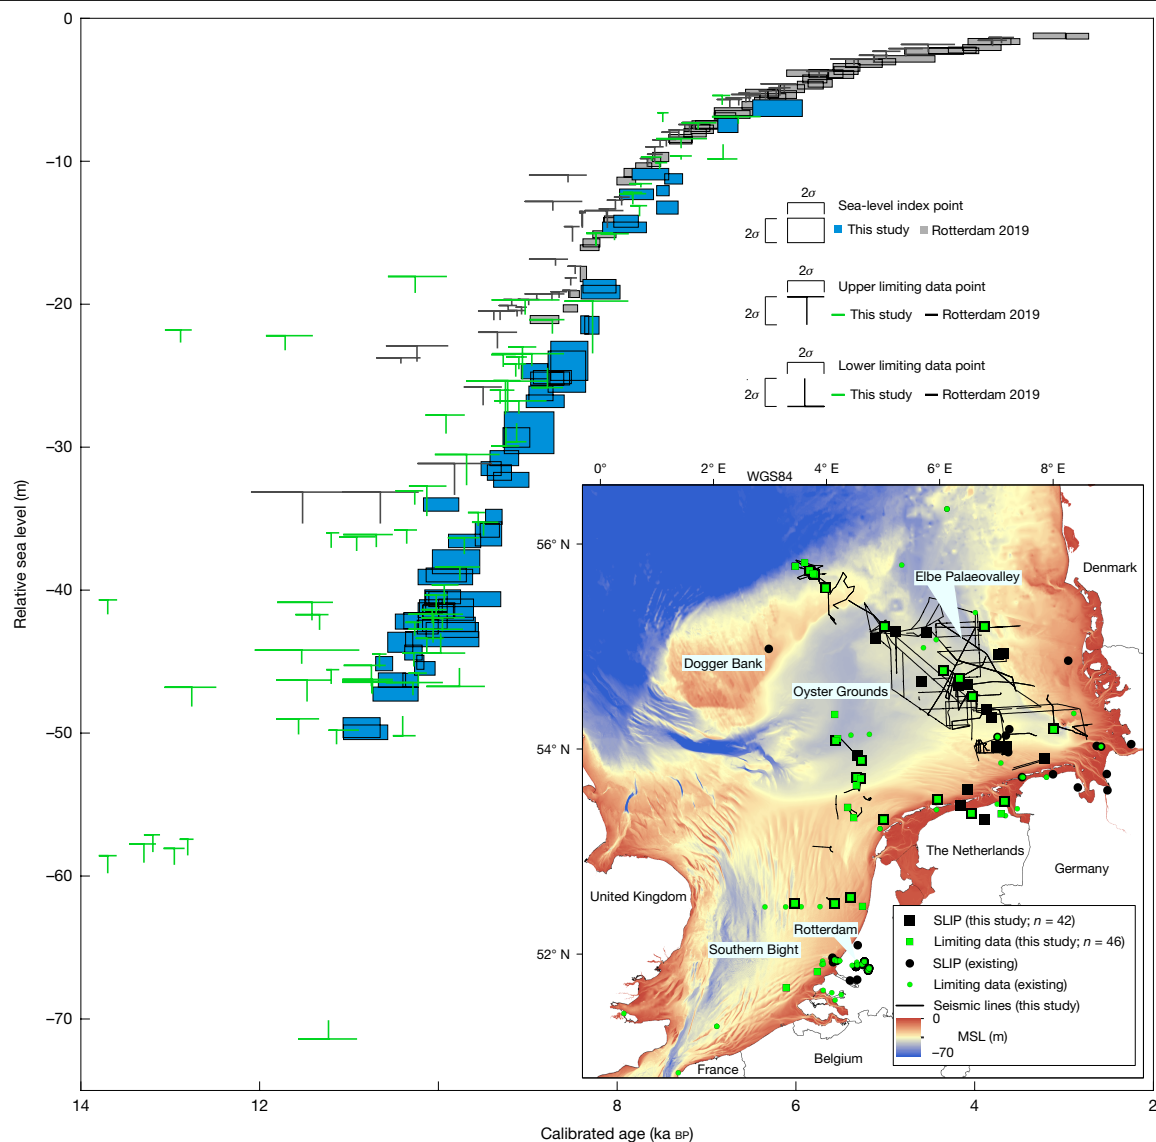 0
−10
−20
−30
−40
−50
−60
−70
Relative sea level (m)
14
12
8
6
4
2
Calibrated age (ka BP)
2σ
Sea-level index point
2σ
This study
Rotterdam 2019
2σ
Upper limiting data point
2σ
This study
Rotterdam 2019
2σ
Lower limiting data point
2σ
This study
Rotterdam 2019
0°
2° E
WGS84
4° E
6° E
8° E
56° N
54° N
52° N
Elbe Palaeovalley
Denmark
Dogger Bank
Oyster Grounds
The Netherlands
Germany
United Kingdom
Rotterdam
Southern Bight
Belgium
France
SLIP (this study; n = 42)
Limiting data (this study; n = 46)
SLIP (existing)
Limiting data (existing)
Seismic lines (this study)
0
MSL (m)
−70